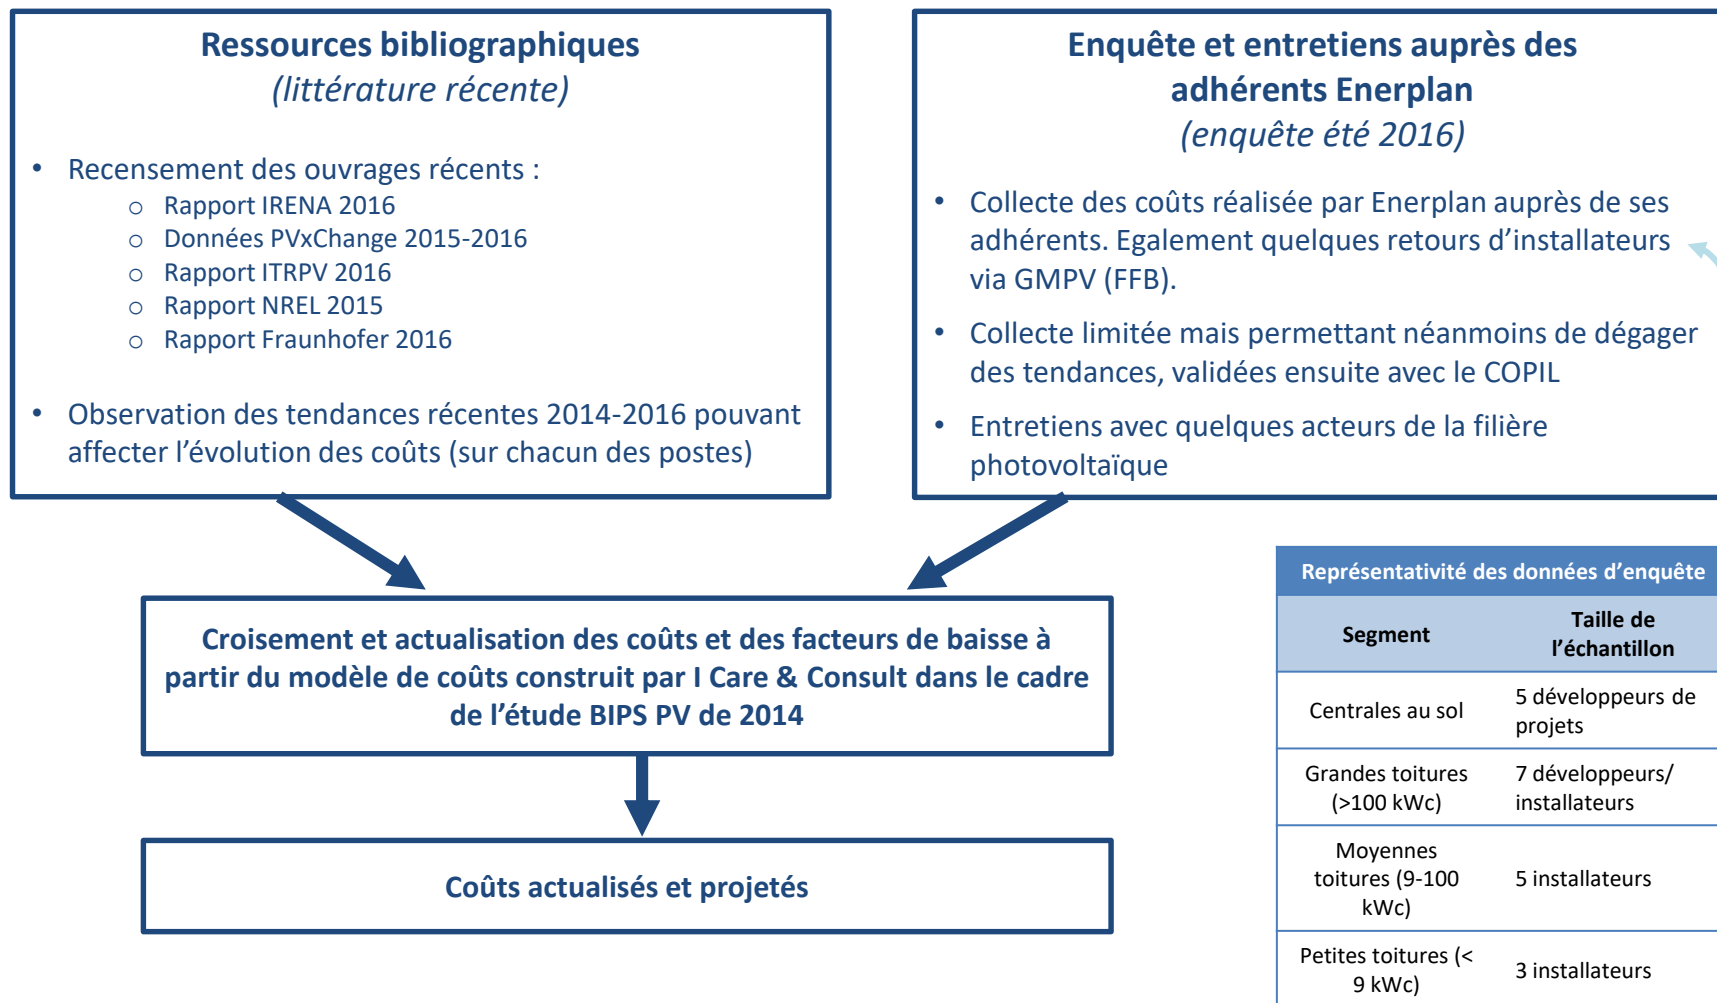 Ressources bibliographiques
(littérature récente)
• Recensement des ouvrages récents :
o Rapport IRENA 2016
o Données PVxChange 2015-2016
o Rapport ITRPV 2016
o Rapport NREL 2015
o Rapport Fraunhofer 2016
• Observation des tendances récentes 2014-2016 pouvant
affecter l’évolution des coûts (sur chacun des postes)
Enquête et entretiens auprès des
adhérents Enerplan
(enquête été 2016)
• Collecte des coûts réalisée par Enerplan auprès de ses
adhérents. Egalement quelques retours d’installateurs
via GMPV (FFB).
• Collecte limitée mais permettant néanmoins de dégager
des tendances, validées ensuite avec le COPIL
• Entretiens avec quelques acteurs de la filière
photovoltaïque
Croisement et actualisation des coûts et des facteurs de baisse à
partir du modèle de coûts construit par I Care & Consult dans le cadre
de l’étude BIPS PV de 2014
Coûts actualisés et projetés
Représentativité des données d’enquête
Segment
Taille de
l’échantillon
Centrales au sol
5 développeurs de
projets
Grandes toitures
(>100 kWc)
7 développeurs/
installateurs
Moyennes
toitures (9-100
kWc)
5 installateurs
Petites toitures (<
9 kWc)
3 installateurs